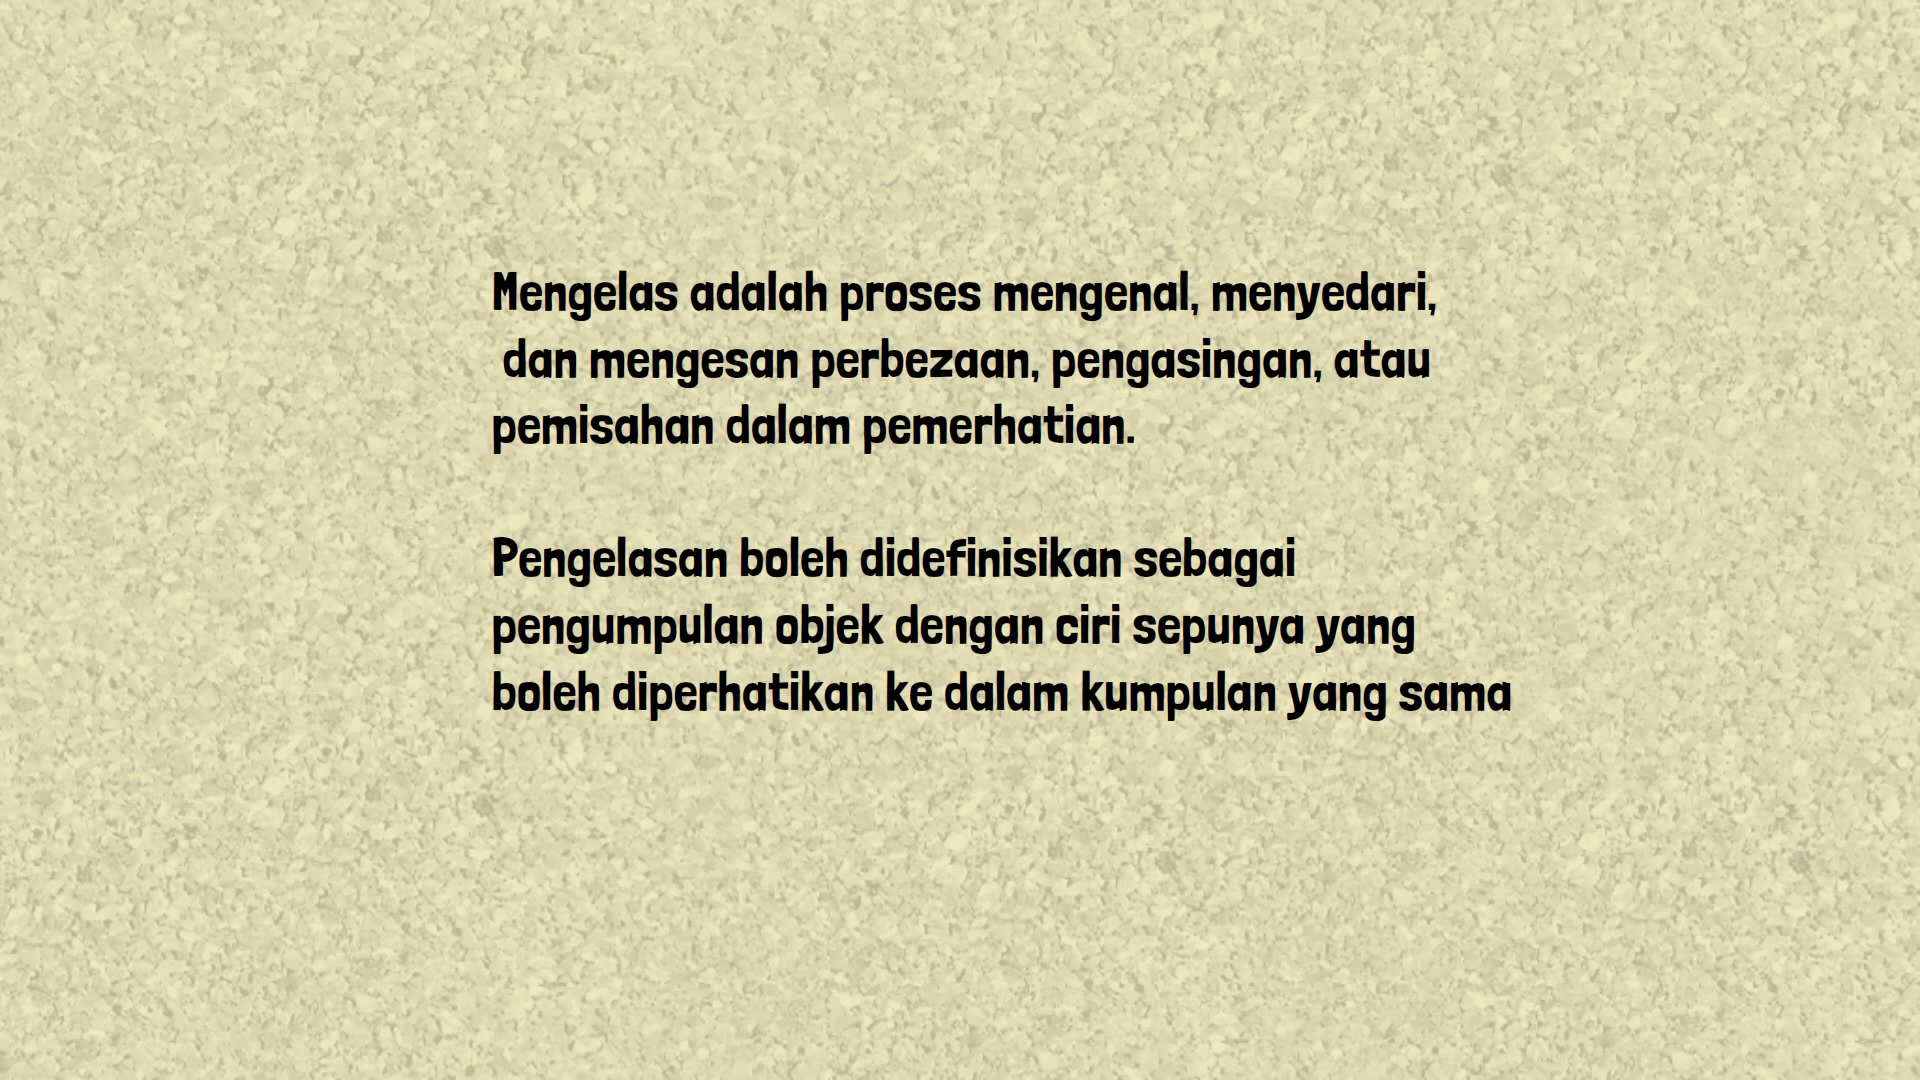 Mengelas adalah proses mengenal, menyedari,
dan mengesan perbezaan, pengasingan, atau
pemisahan dalam pemerhatian.
Pengelasan boleh didefinisikan sebagai
pengumpulan objek dengan ciri sepunya yang
boleh diperhatikan ke dalam kumpulan yang sama